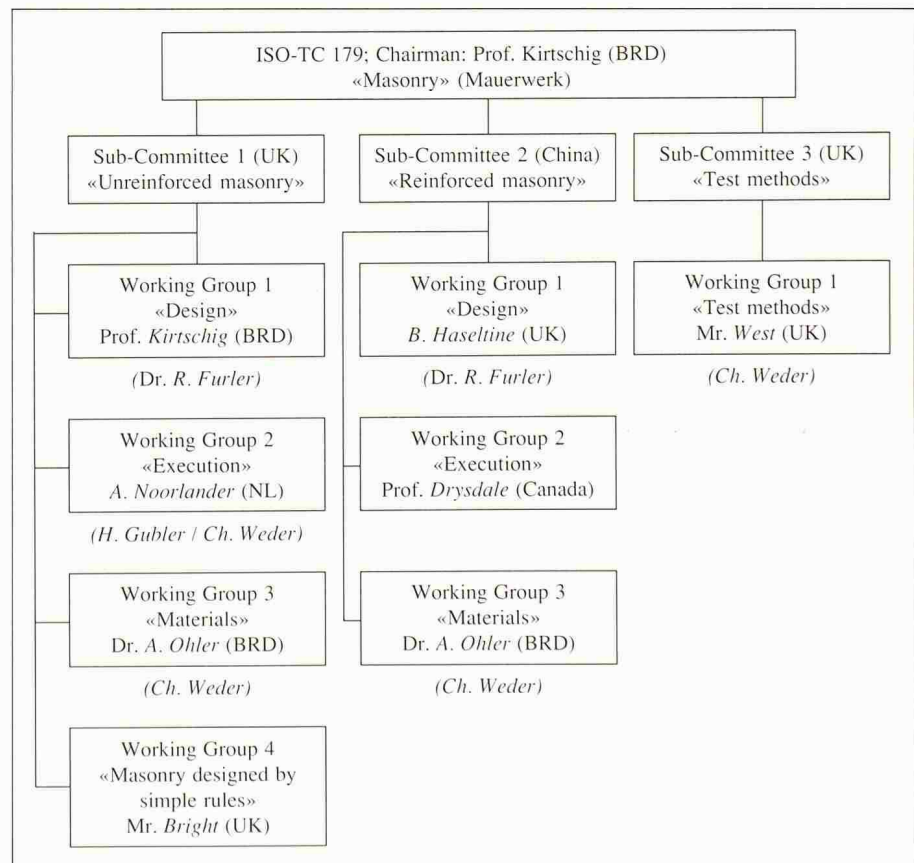 ISO-TC 179; Chairman: Prof. Kirtschig (BRD)
«Masonry» (Mauerwerk)
Sub-Committee 1 (UK)
«Unreinforced masonry»
Sub-Committee 2 (China)
«Reinforced masonry»
Sub-Committee 3 (UK)
«Test methods»
Working Group 1
«Design»
Prof. Kirtschig (BRD)
(Dr. R. Furler)
Working Group 1
«Design»
B. Haseltine (UK)
(Dr. R. Furler)
Working Group 1
«Test methods»
Mr. West (UK)
(Ch. Weder)
Working Group 2
«Execution»
A. Noorlander (NL)
(H. Gubler / Ch. Weder)
Working Group 2
«Execution»
Prof. Drysdale (Canada)
Working Group 3
«Materials»
Dr. A. Ohler (BRD)
(Ch. Weder)
Working Group 3
«Materials»
Dr. A. Ohler (BRD)
(Ch. Weder)
Working Group 4
«Masonry designed by
simple rules»
Mr. Bright (UK)